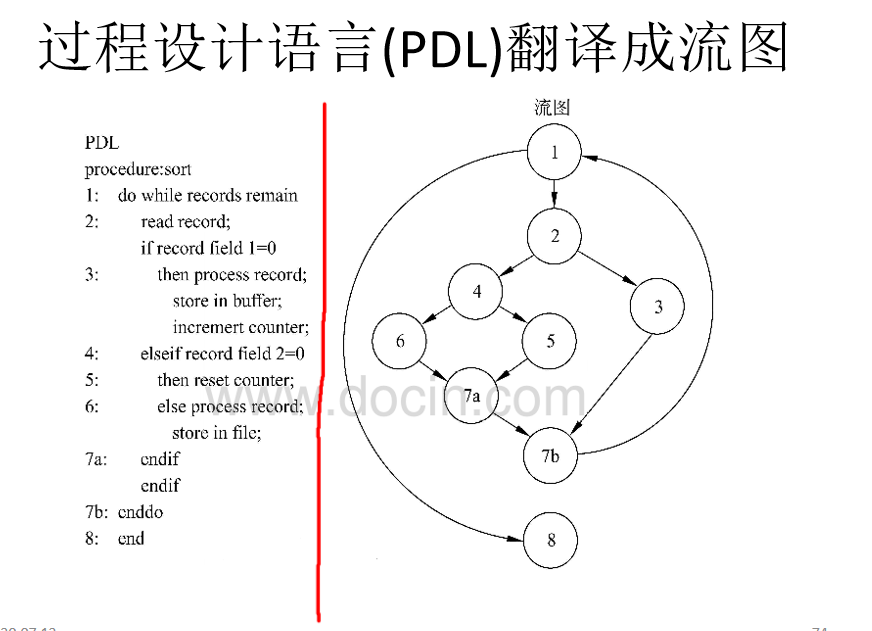 过程设计语言(PDL)翻译成流图
PDL
procedure:sort
1: do while records remain
2: read record;
if record field 1=0
3: then process record;
store in buffer;
incremert counter;
4: elseif record field 2=0
5: then reset counter;
6: else process record;
store in file;
7a: endif
endif
7b: enddo
8: end
流图
1
2
4
3
6
5
7a
7b
8
www.docin.com